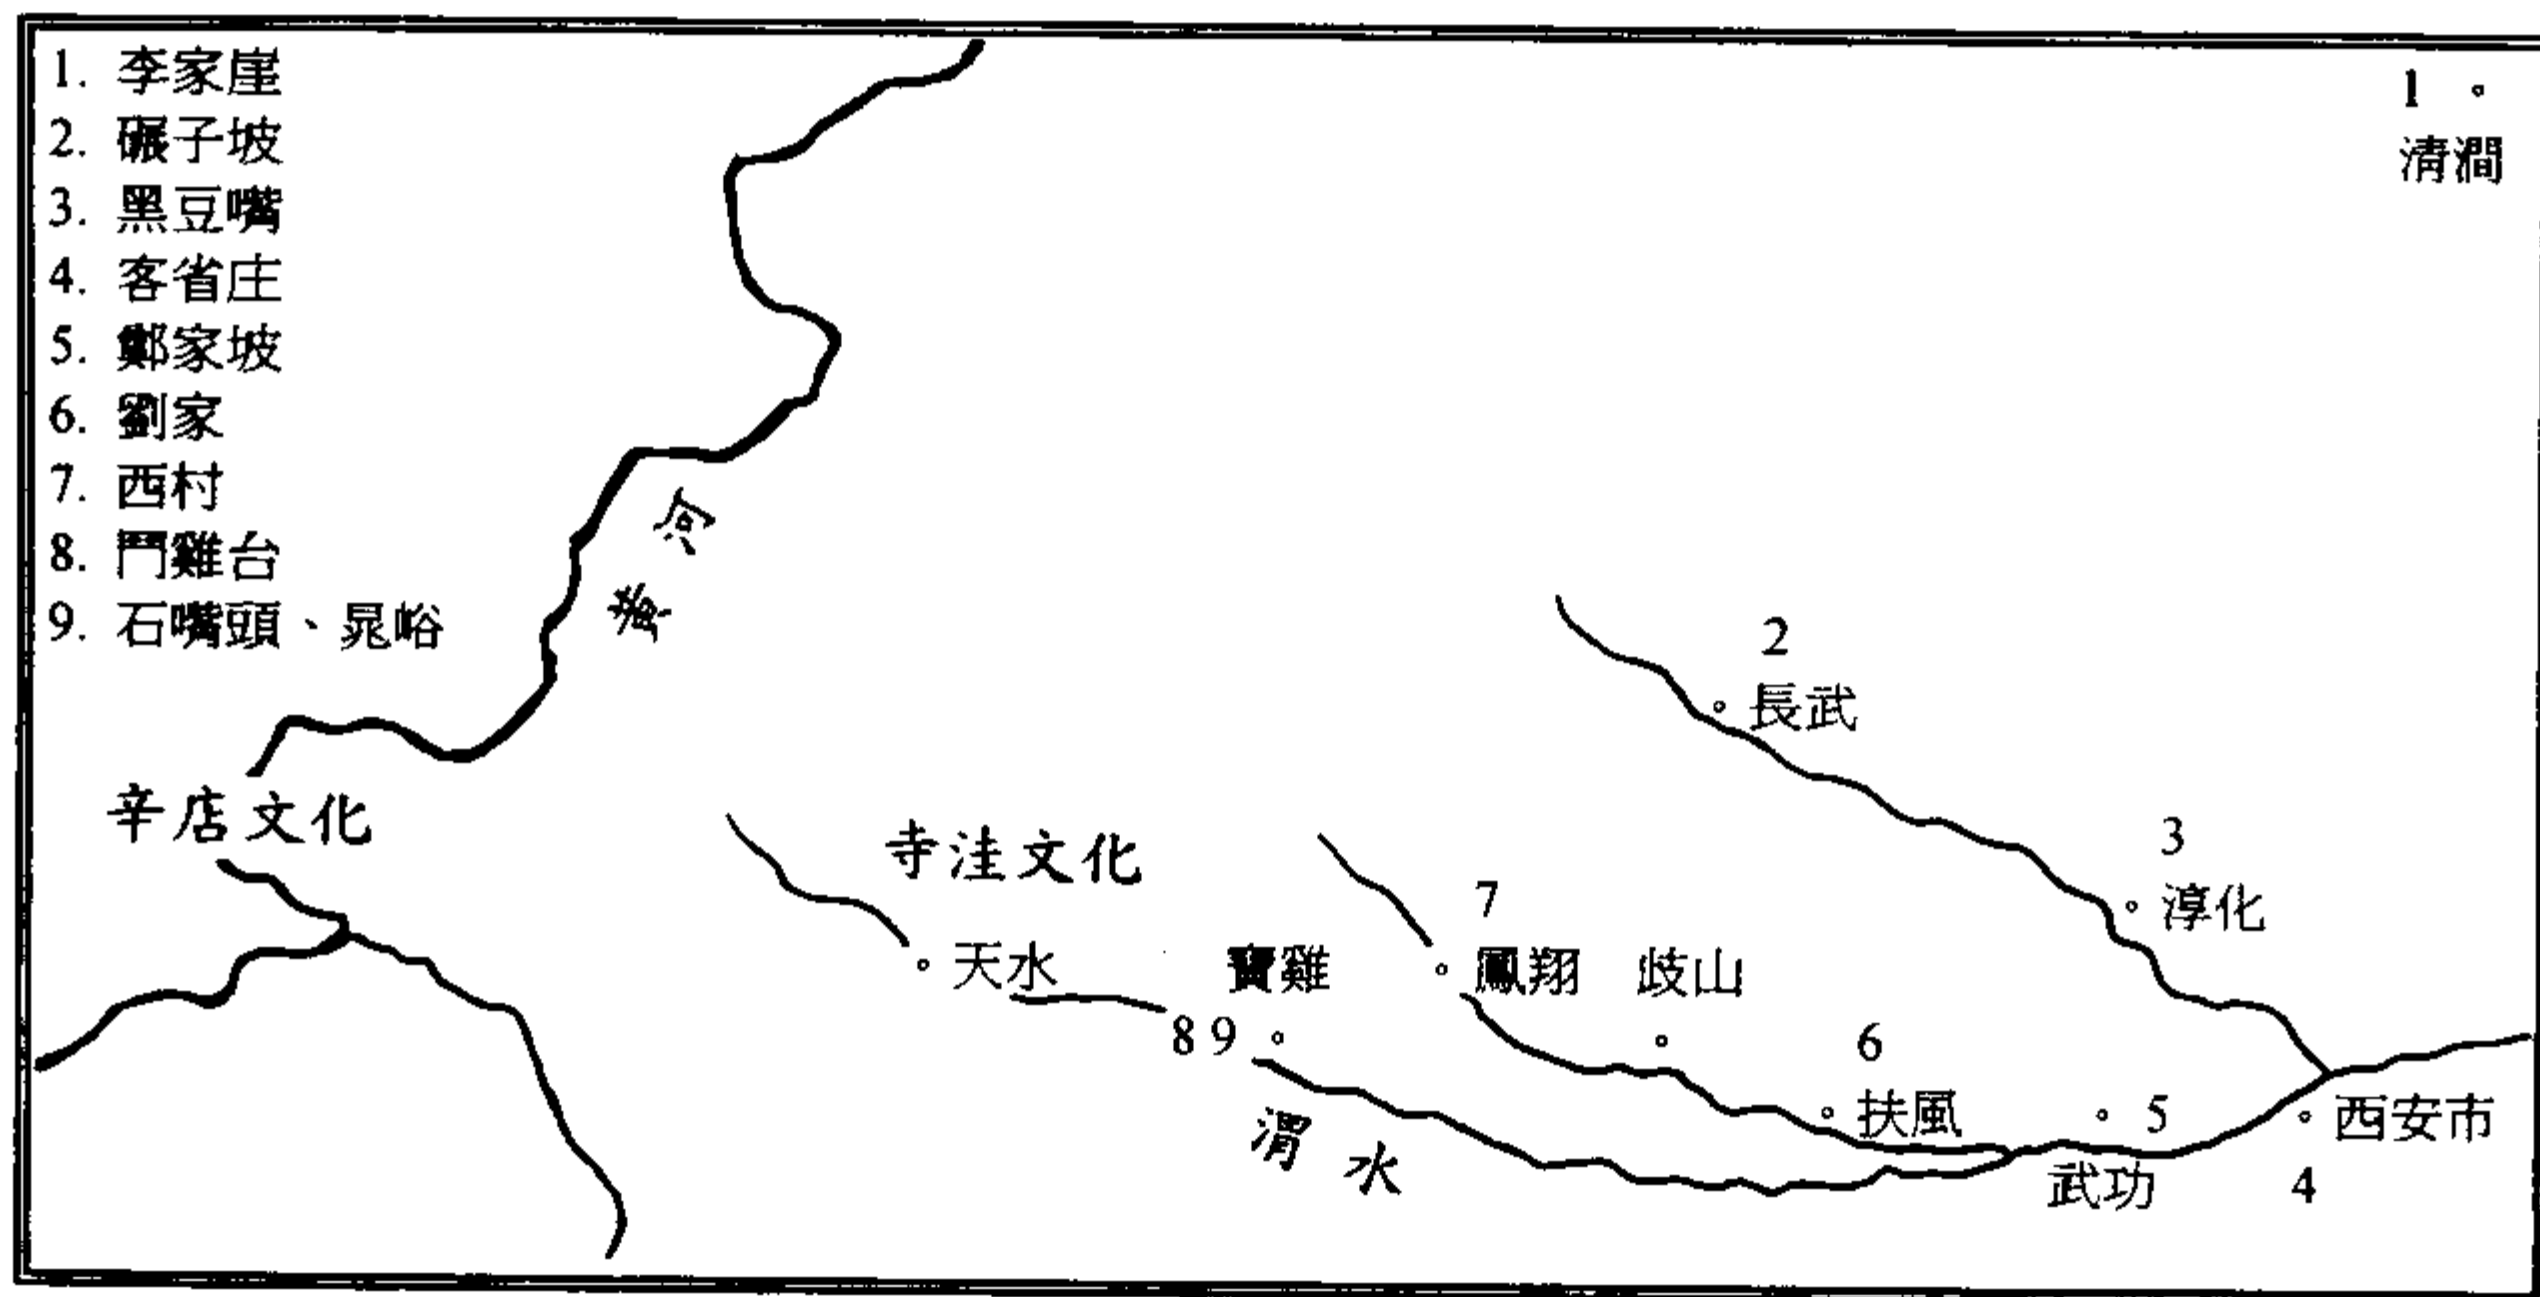 1. 李家崖
2. 碾子坡
3. 黑豆嘴
4. 客省庄
5. 鄭家坡
6. 劉家
7. 西村
8. 鬥雞台
9. 石嘴頭、晁峪
1
清澗
黃河
2
長武
辛店文化
寺洼文化
3
淳化
7
天水
寶雞
鳳翔
歧山
8 9
6
扶風
5
西安市
渭水
武功
4